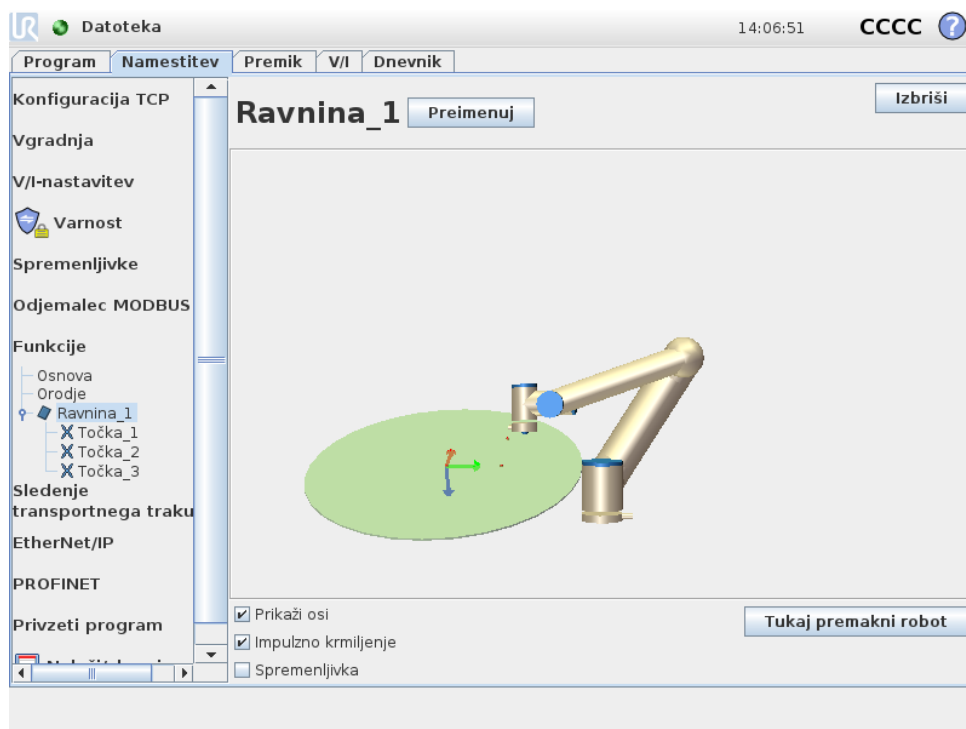 Datoteka
14:06:51
CCCC
?
Program
Namestitev
Premik
V/I
Dnevnik
Konfiguracija TCP
Vgradnja
V/I-nastavitev
Varnost
Spremenljivke
Odjemalec MODBUS
Funkcije
Osnova
Orodje
Ravnina_1
Točka_1
Točka_2
Točka_3
Sledenje
transportnega traku
EtherNet/IP
PROFINET
Privzeti program
Ravnina_1
Preimenuj
Izbriši
Prikaži osi
Impulzno krmiljenje
Spremenljivka
Tukaj premakni robot